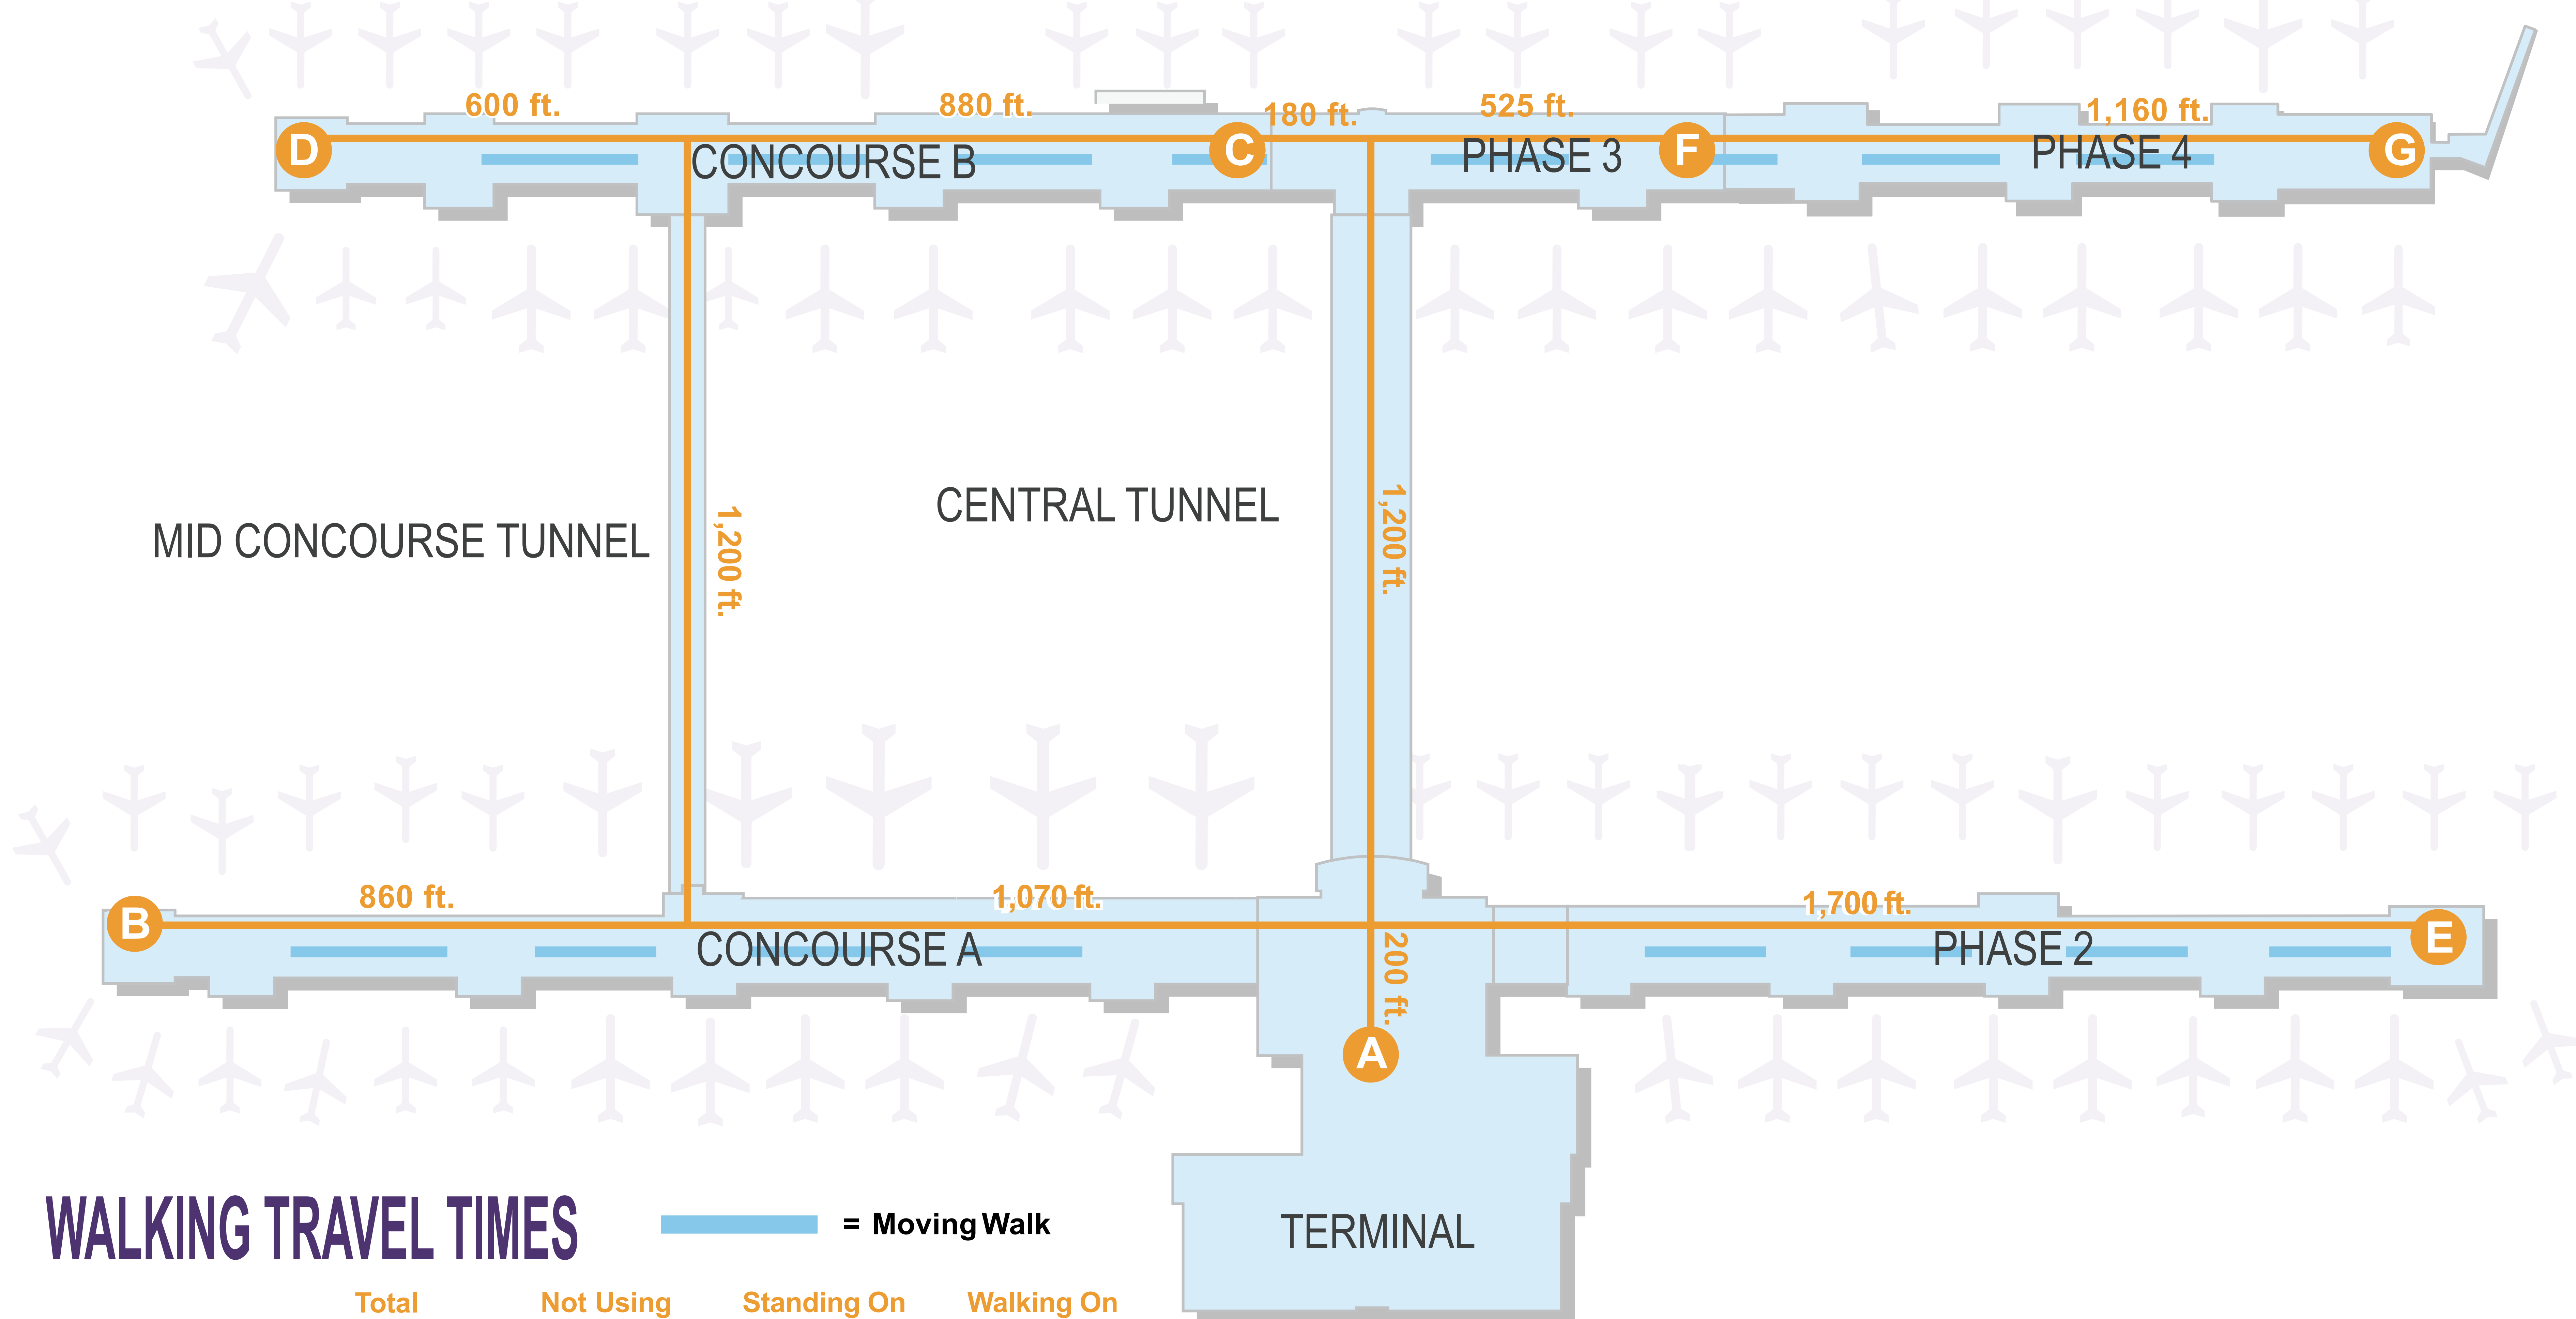 600 ft.
880 ft.
180 ft.
525 ft.
1,160 ft.
D
CONCOURSE B
C
PHASE 3
F
PHASE 4
G
MID CONCOURSE TUNNEL
1,200 ft.
CENTRAL TUNNEL
1,200 ft.
860 ft.
1,070 ft.
1,700 ft.
B
CONCOURSE A
200 ft.
PHASE 2
E
A
TERMINAL
WALKING TRAVEL TIMES
= Moving Walk
Total Not Using Standing On Walking On